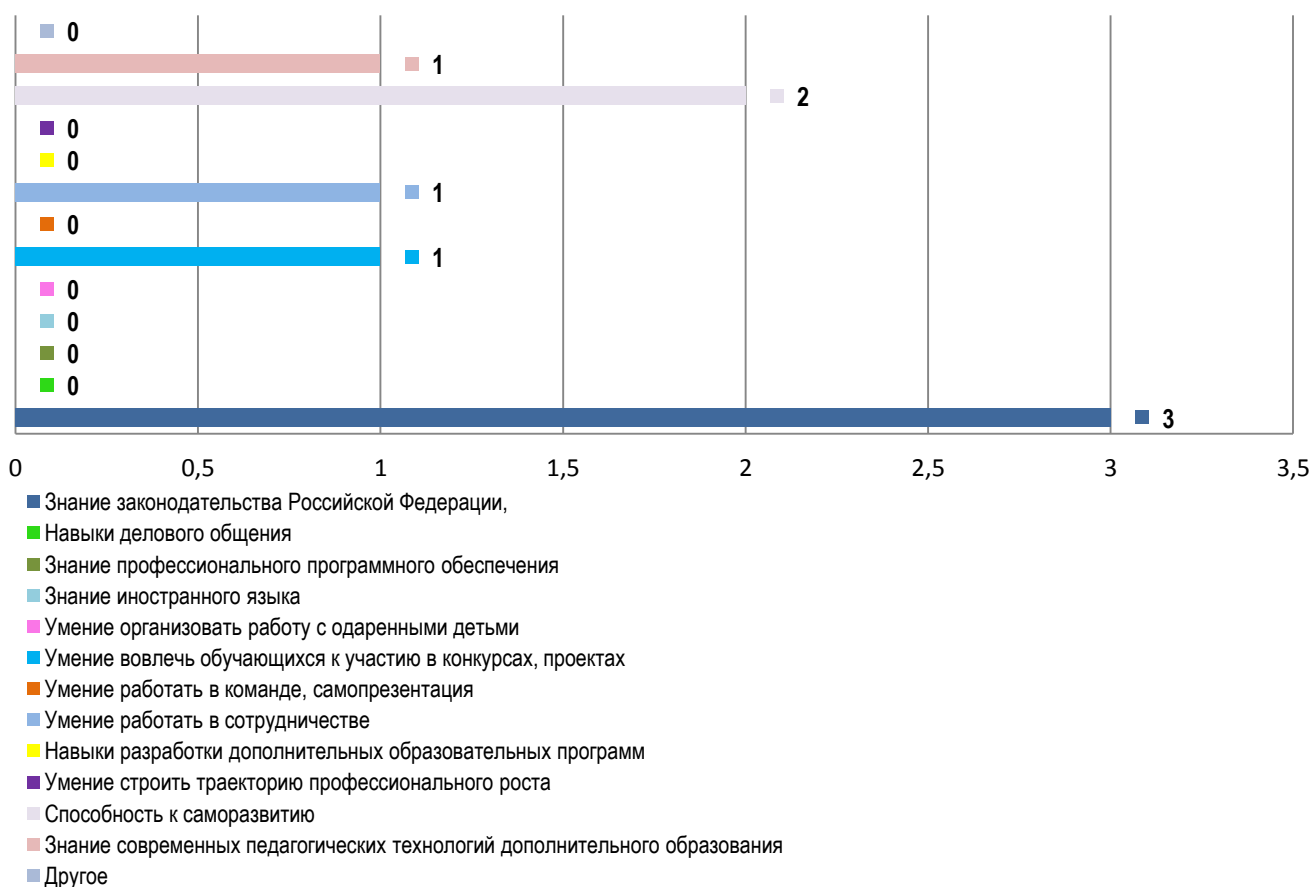 0
1
2
0
0
1
0
1
0
0
0
0
3
0 0,5 1 1,5 2 2,5 3 3,5
Знание законодательства Российской Федерации,
Навыки делового общения
Знание профессионального программного обеспечения
Знание иностранного языка
Умение организовать работу с одаренными детьми
Умение вовлечь обучающихся к участию в конкурсах, проектах
Умение работать в команде, самопрезентация
Умение работать в сотрудничестве
Навыки разработки дополнительных образовательных программ
Умение строить траекторию профессионального роста
Способность к саморазвитию
Знание современных педагогических технологий дополнительного образования
Другое